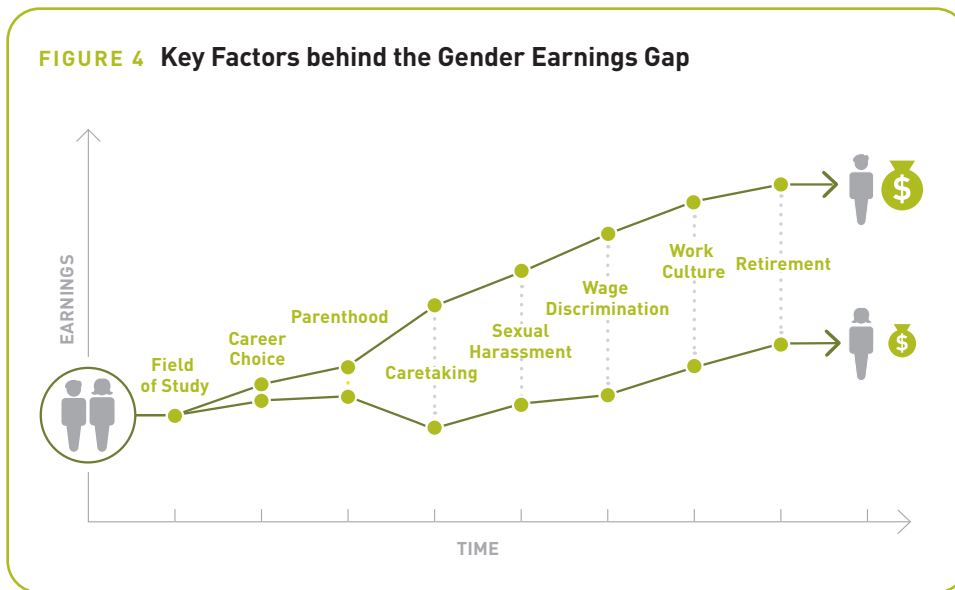 FIGURE 4 Key Factors behind the Gender Earnings Gap
EARNINGS
Field
of Study
Career
Choice
Parenthood
Caretaking
Sexual
Harassment
Wage
Discrimination
Work
Culture
Retirement
$
$
TIME